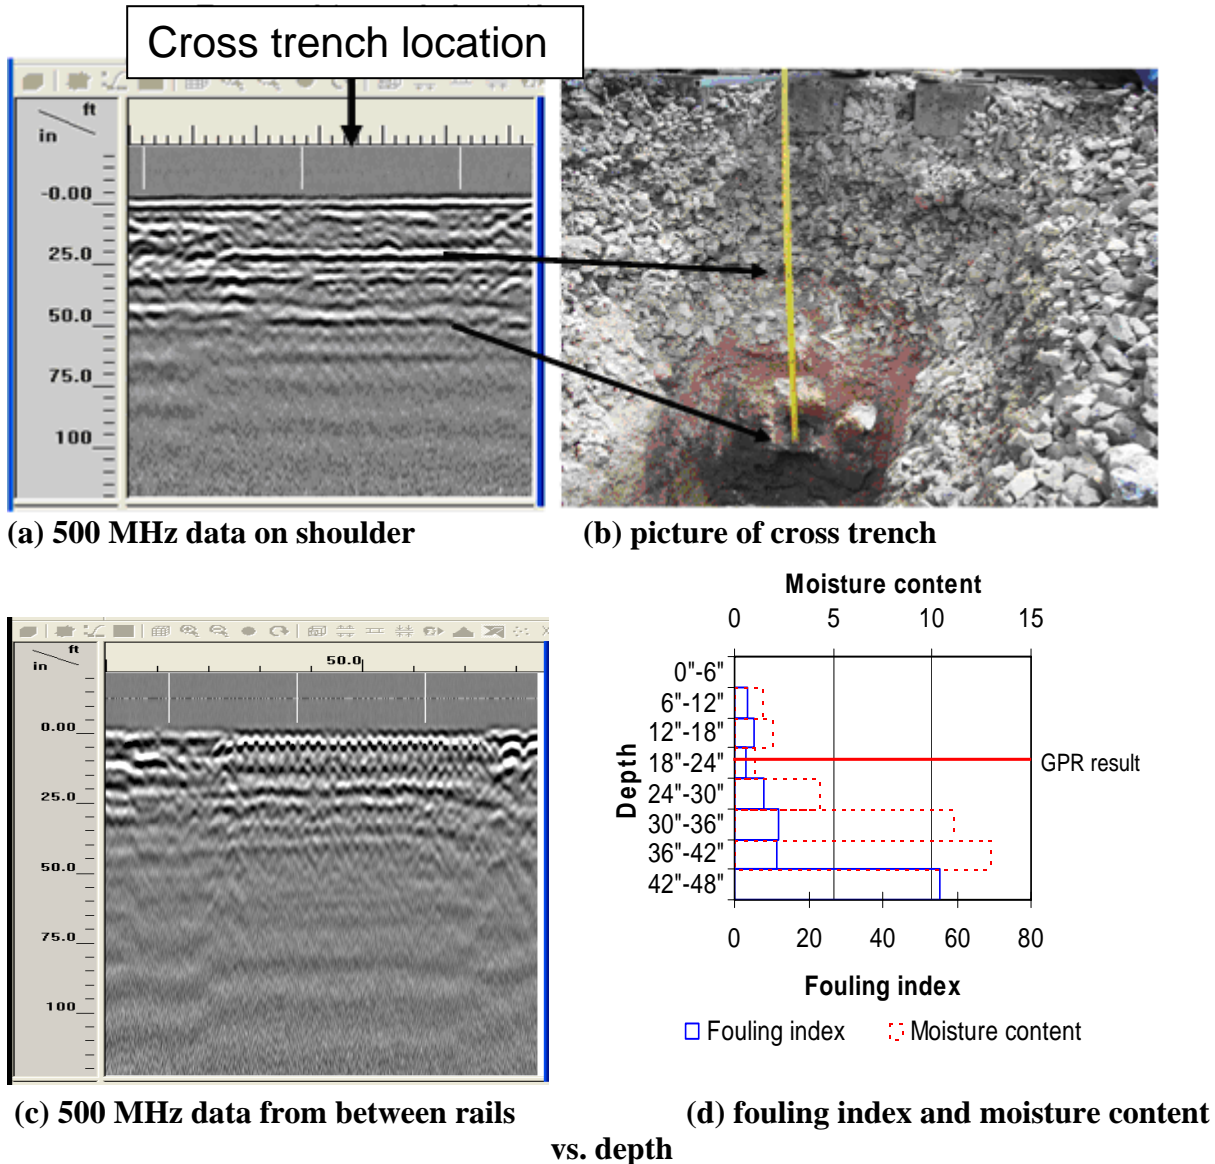 Cross trench location
ft
in
-0.00
25.0
50.0
75.0
100
(a) 500 MHz data on shoulder
(b) picture of cross trench
ft
in
50.0
0.00
25.0
50.0
75.0
100
(c) 500 MHz data from between rails
Moisture content
0 5 10 15
Depth
0"-6"
6"-12"
12"-18"
18"-24"
24"-30"
30"-36"
36"-42"
42"-48"
GPR result
0 20 40 60 80
Fouling index
Fouling index Moisture content
(d) fouling index and moisture content
vs. depth